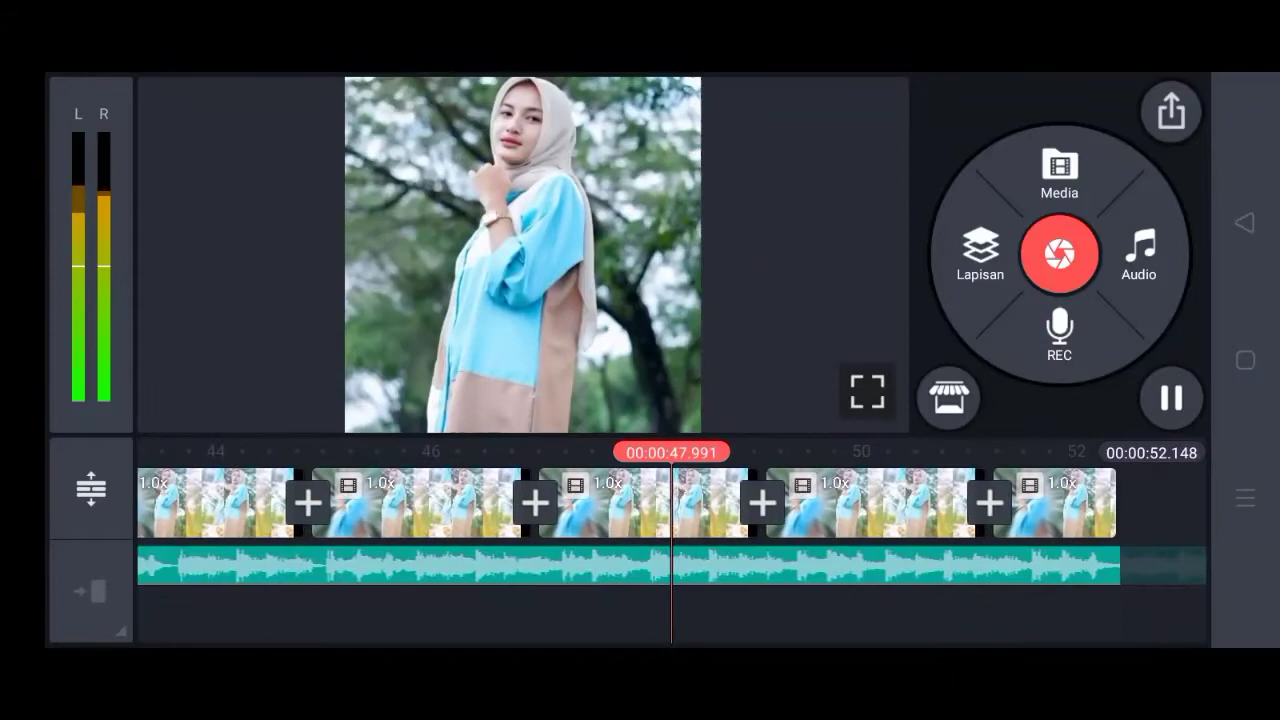 L R
Media
Lapisan
Audio
REC
44
46
00:00:47.991
50
52
00:00:52.148
1.0x
1.0x
1.0x
1.0x
1.0x